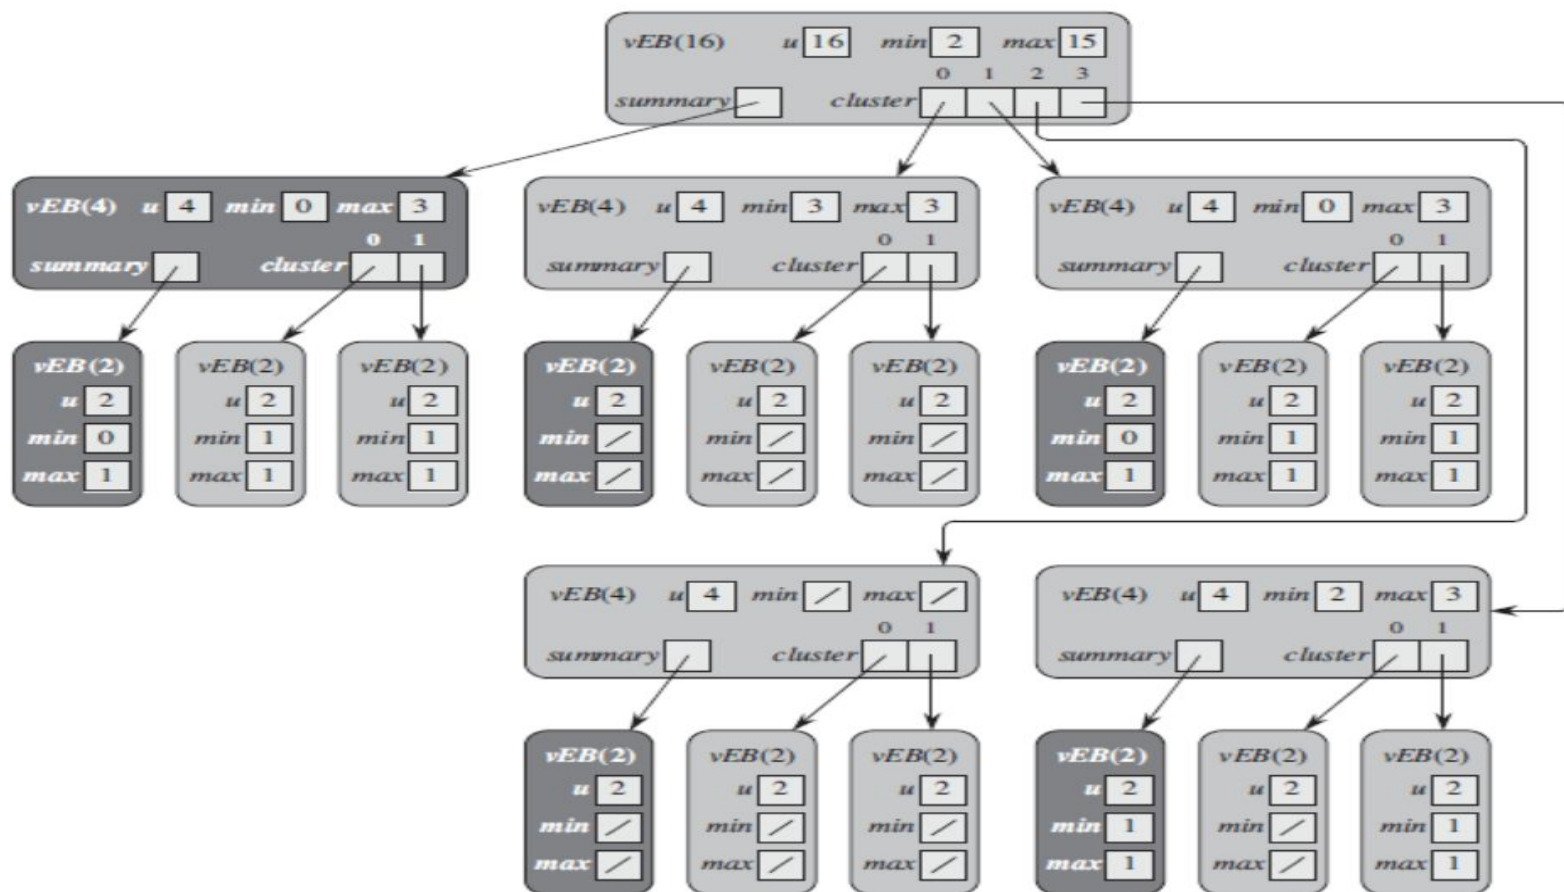 vEB(16) u 16 min 2 max 15
0 1 2 3
summary cluster
vEB(4) u 4 min 0 max 3
0 1
summary cluster
vEB(4) u 4 min 3 max 3
0 1
summary cluster
vEB(4) u 4 min 0 max 3
0 1
summary cluster
vEB(2)
u 2
min 0
max 1
vEB(2)
u 2
min 1
max 1
vEB(2)
u 2
min 1
max 1
vEB(2)
u 2
min /
max /
vEB(2)
u 2
min /
max /
vEB(2)
u 2
min /
max /
vEB(2)
u 2
min 0
max 1
vEB(2)
u 2
min 1
max 1
vEB(2)
u 2
min 1
max 1
vEB(4) u 4 min / max /
0 1
summary cluster
vEB(4) u 4 min 2 max 3
0 1
summary cluster
vEB(2)
u 2
min /
max /
vEB(2)
u 2
min /
max /
vEB(2)
u 2
min /
max /
vEB(2)
u 2
min 1
max 1
vEB(2)
u 2
min /
max /
vEB(2)
u 2
min 1
max 1